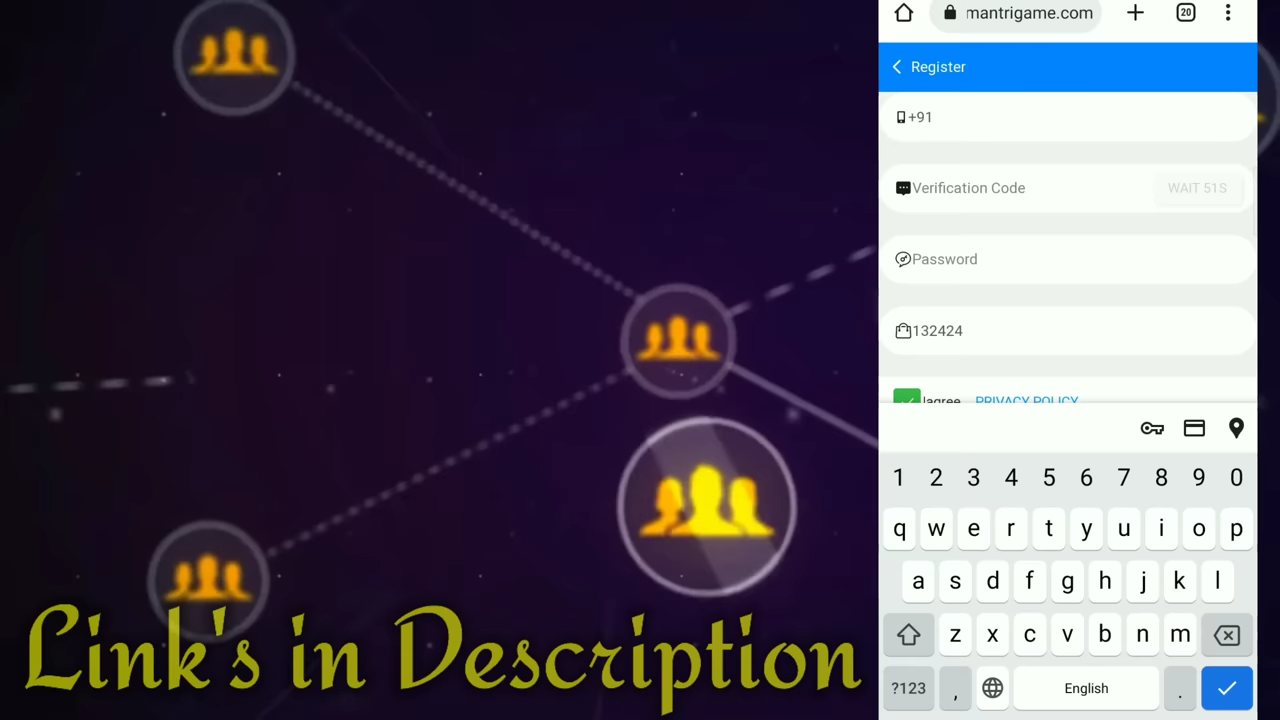 mantrigame.com
20
Register
+91
Verification Code
WAIT 51S
Password
132424
I agree PRIVACY POLICY
1 2 3 4 5 6 7 8 9 0
q w e r t y u i o p
a s d f g h j k l
z x c v b n m
?123 , English .
Link's in Description